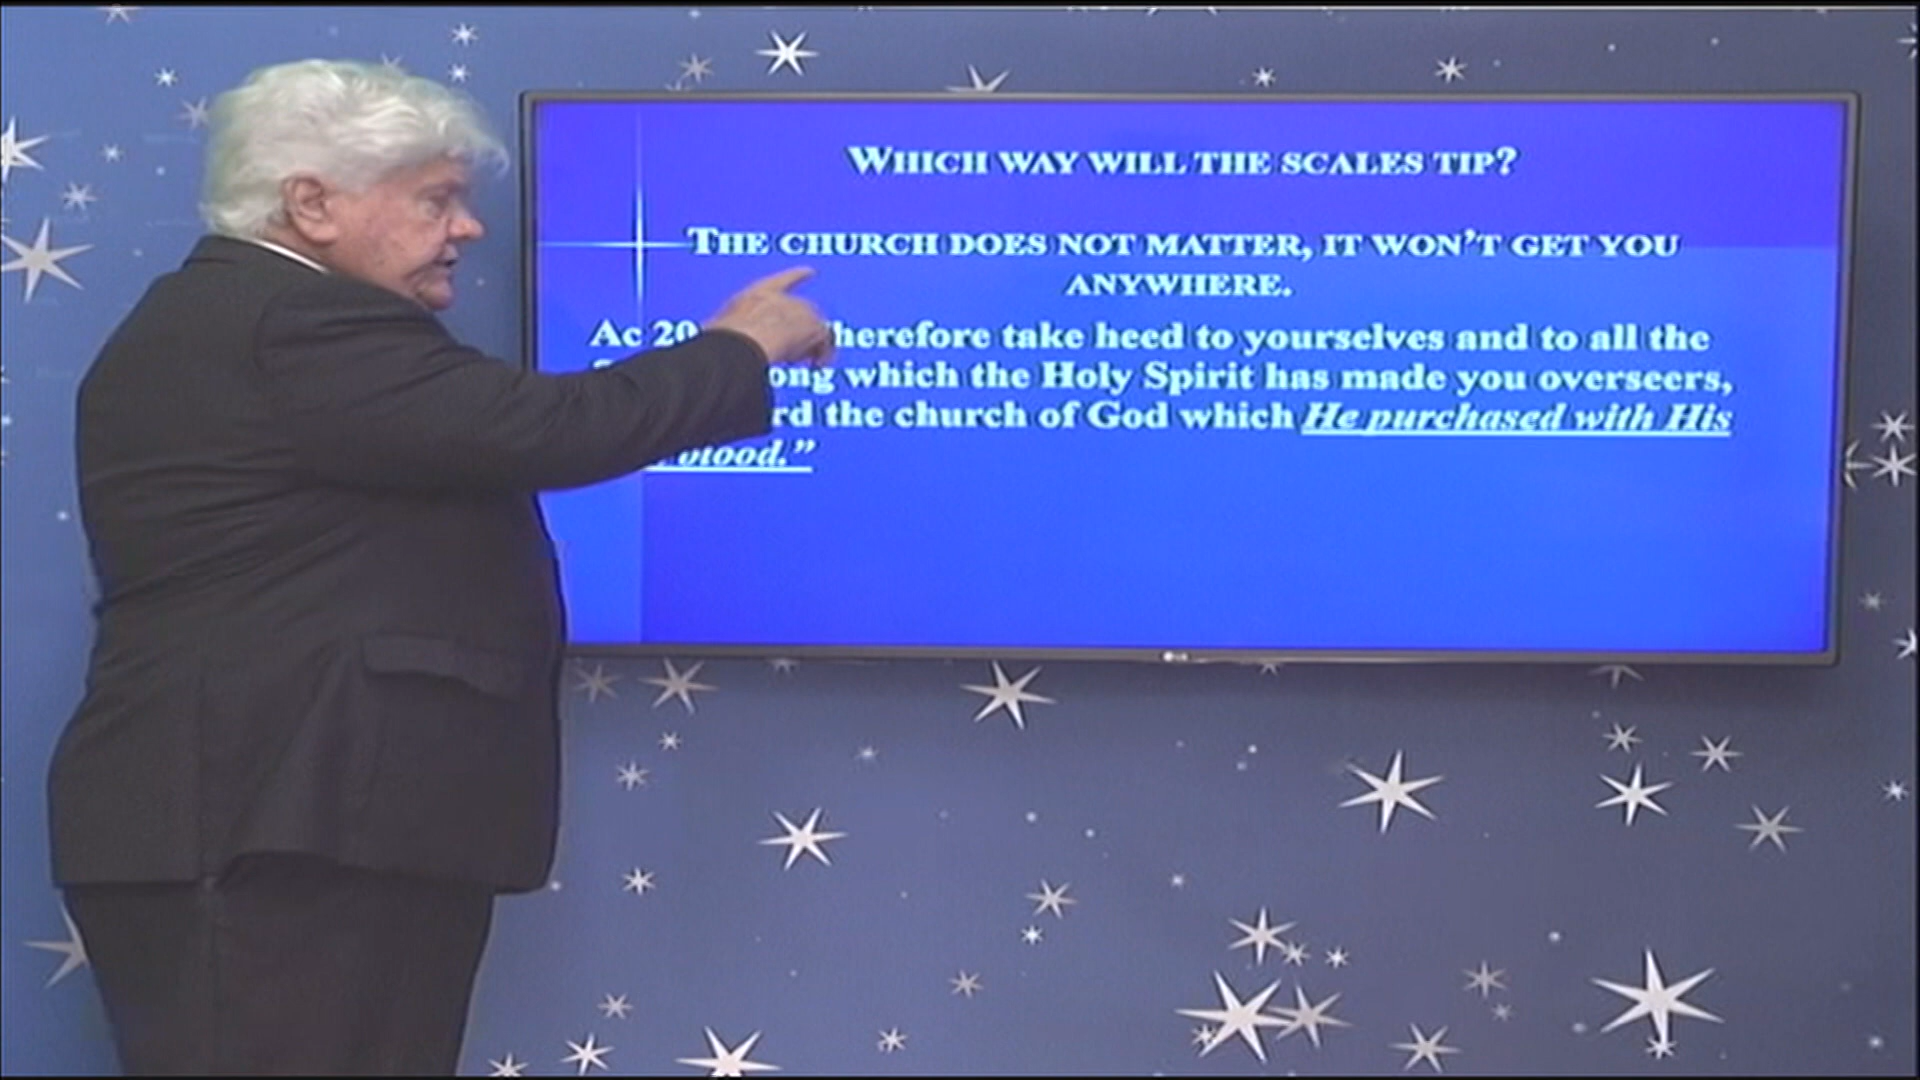 WHICH WAY WILL THE SCALES TIP?
THE CHURCH DOES NOT MATTER, IT WON'T GET YOU
ANYWHERE.
Ac 20 herefore take heed to yourselves and to all the
ong which the Holy Spirit has made you overseers,
rd the church of God which He purchased with His
blood.”
LG